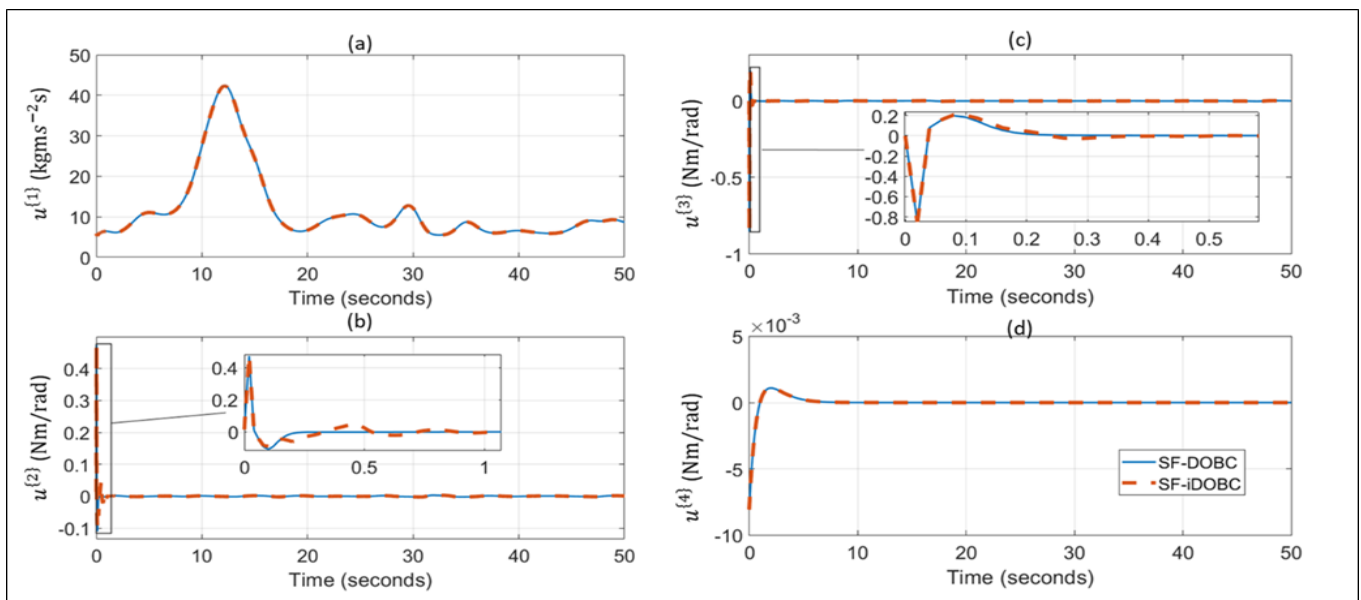 (a)
50
40
30
20
10
0
u^{1} (kgms⁻²s)
0 10 20 30 40 50
Time (seconds)
(b)
0.4
0.3
0.2
0.1
0
-0.1
u^{2} (Nm/rad)
0.4
0.2
0
0 0.5 1
0 10 20 30 40 50
Time (seconds)
(c)
0
-0.5
-1
u^{3} (Nm/rad)
0.2
0
-0.2
-0.4
-0.6
-0.8
0 0.1 0.2 0.3 0.4 0.5
0 10 20 30 40 50
Time (seconds)
×10⁻³
(d)
5
0
-5
-10
u^{4} (Nm/rad)
SF-DOBC
SF-iDOBC
0 10 20 30 40 50
Time (seconds)